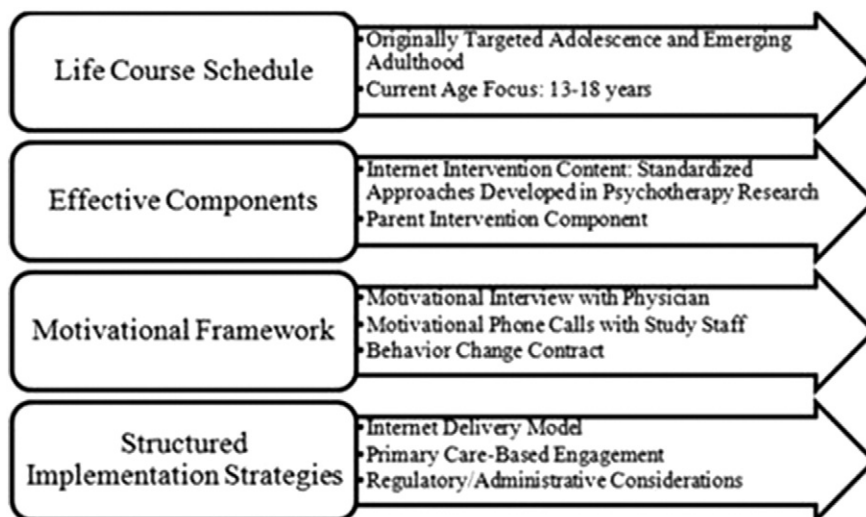 Life Course Schedule
•Originally Targeted Adolescence and Emerging
Adulthood
•Current Age Focus: 13-18 years
Effective Components
•Internet Intervention Content: Standardized
Approaches Developed in Psychotherapy Research
•Parent Intervention Component
Motivational Framework
•Motivational Interview with Physician
•Motivational Phone Calls with Study Staff
•Behavior Change Contract
Structured
Implementation Strategies
•Internet Delivery Model
•Primary Care-Based Engagement
•Regulatory/Administrative Considerations